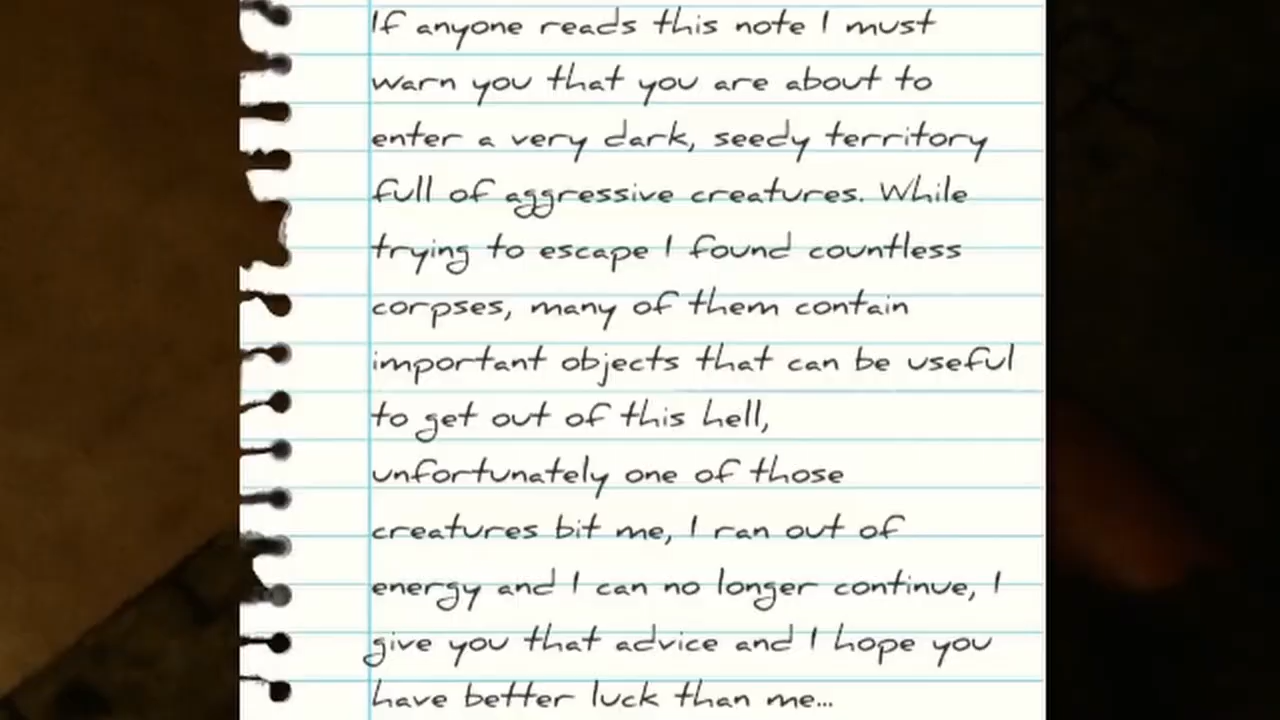 If anyone reads this note I must
warn you that you are about to
enter a very dark, seedy territory
full of aggressive creatures. While
trying to escape I found countless
corpses, many of them contain
important objects that can be useful
to get out of this hell,
unfortunately one of those
creatures bit me, I ran out of
energy and I can no longer continue, I
give you that advice and I hope you
have better luck than me...